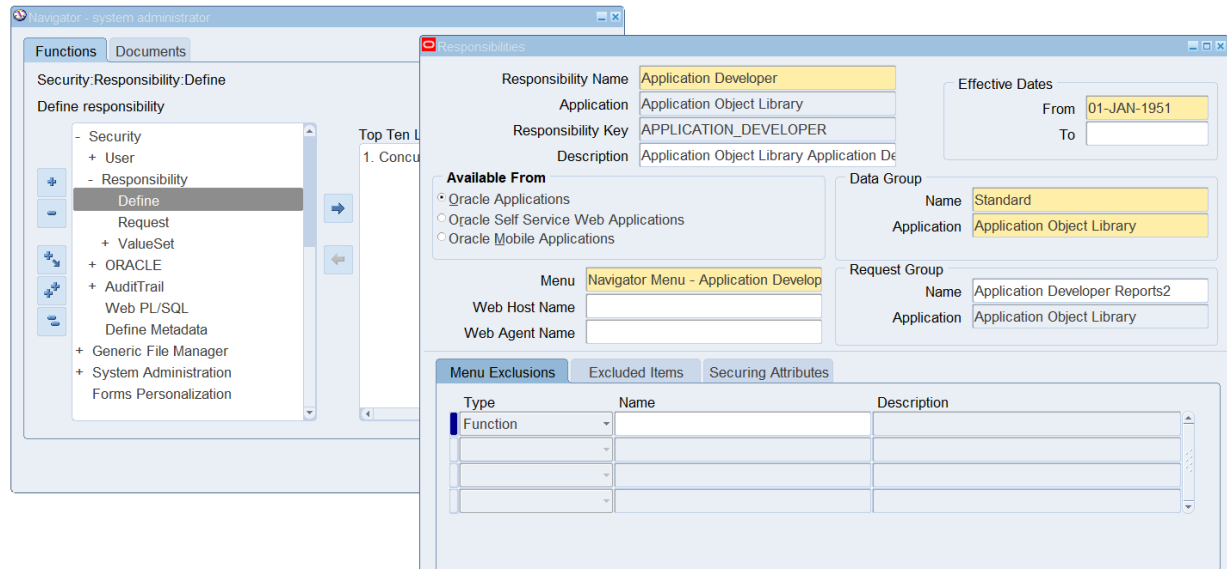 Navigator - system administrator
Functions
Documents
Security:Responsibility:Define
Define responsibility
- Security
+ User
- Responsibility
Define
Request
+ ValueSet
+ ORACLE
+ AuditTrail
Web PL/SQL
Define Metadata
+ Generic File Manager
+ System Administration
Forms Personalization
Top Ten L
1. Concu
Responsibilities
Responsibility Name Application Developer
Application Application Object Library
Responsibility Key APPLICATION_DEVELOPER
Description Application Object Library Application De
Effective Dates
From 01-JAN-1951
To
Available From
Oracle Applications
Oracle Self Service Web Applications
Oracle Mobile Applications
Data Group
Name Standard
Application Application Object Library
Menu Navigator Menu - Application Develop
Web Host Name
Web Agent Name
Request Group
Name Application Developer Reports2
Application Application Object Library
Menu Exclusions Excluded Items Securing Attributes
Type Name Description
Function